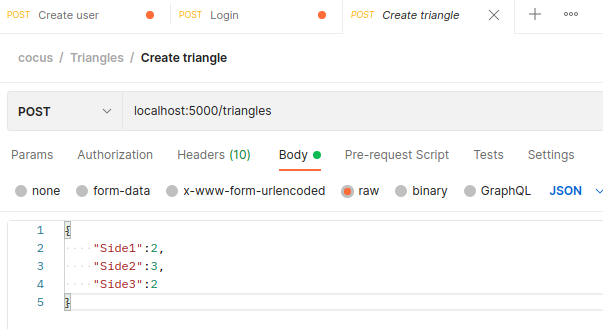 POST Create user POST Login POST Create triangle
cocus / Triangles / Create triangle
POST localhost:5000/triangles
Params Authorization Headers (10) Body Pre-request Script Tests Settings
none form-data x-www-form-urlencoded raw binary GraphQL JSON
1 {
2 "Side1":2,
3 "Side2":3,
4 "Side3":2
5 }